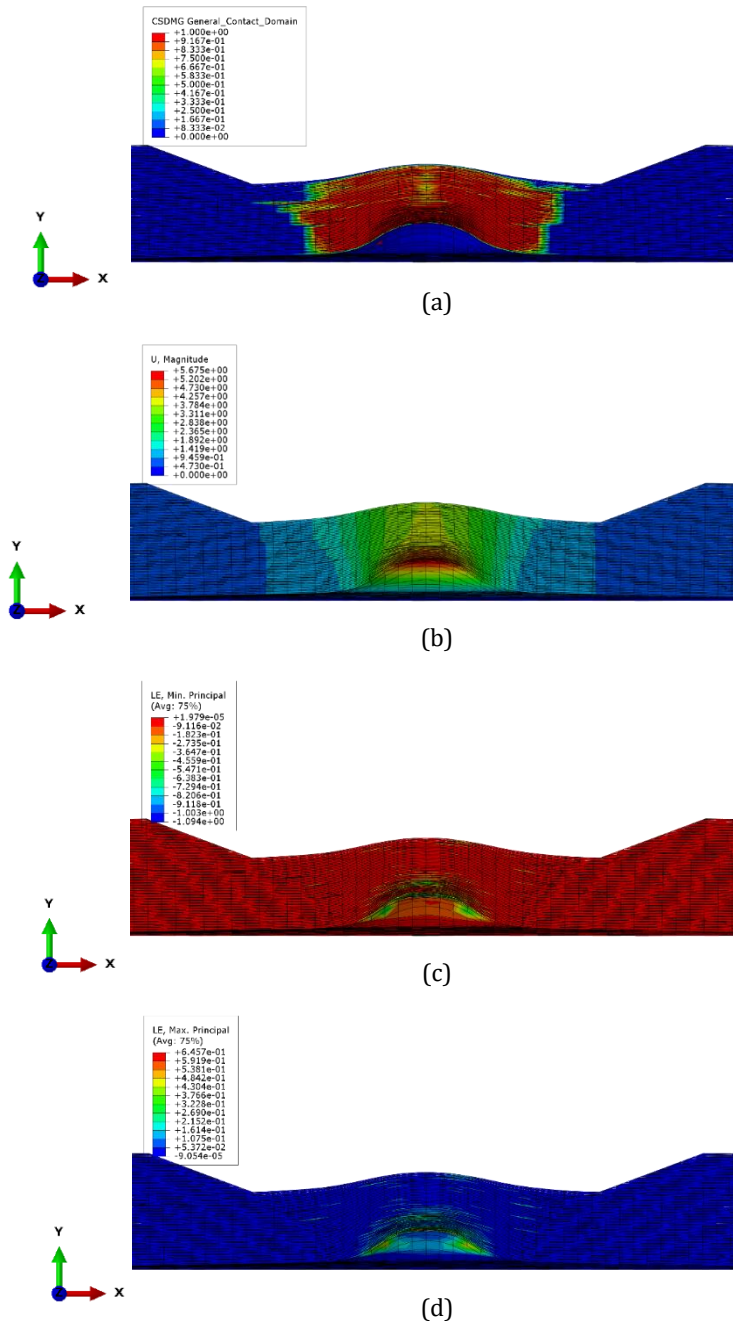 CSDMG General_Contact_Domain
+1.000e+00
+9.167e-01
+8.333e-01
+7.500e-01
+6.667e-01
+5.833e-01
+5.000e-01
+4.167e-01
+3.333e-01
+2.500e-01
+1.667e-01
+8.333e-02
+0.000e+00
Y
Z
X
(a)
U, Magnitude
+5.675e+00
+5.202e+00
+4.730e+00
+4.257e+00
+3.784e+00
+3.311e+00
+2.838e+00
+2.365e+00
+1.892e+00
+1.419e+00
+9.459e-01
+4.730e-01
+0.000e+00
Y
Z
X
(b)
LE, Min. Principal
(Avg: 75%)
+1.979e-05
-9.116e-02
-1.823e-01
-2.735e-01
-3.647e-01
-4.559e-01
-5.471e-01
-6.383e-01
-7.294e-01
-8.206e-01
-9.118e-01
-1.003e+00
-1.094e+00
Y
Z
X
(c)
LE, Max. Principal
(Avg: 75%)
+6.457e-01
+5.919e-01
+5.381e-01
+4.842e-01
+4.304e-01
+3.766e-01
+3.228e-01
+2.690e-01
+2.152e-01
+1.614e-01
+1.075e-01
+5.372e-02
-9.054e-05
Y
Z
X
(d)